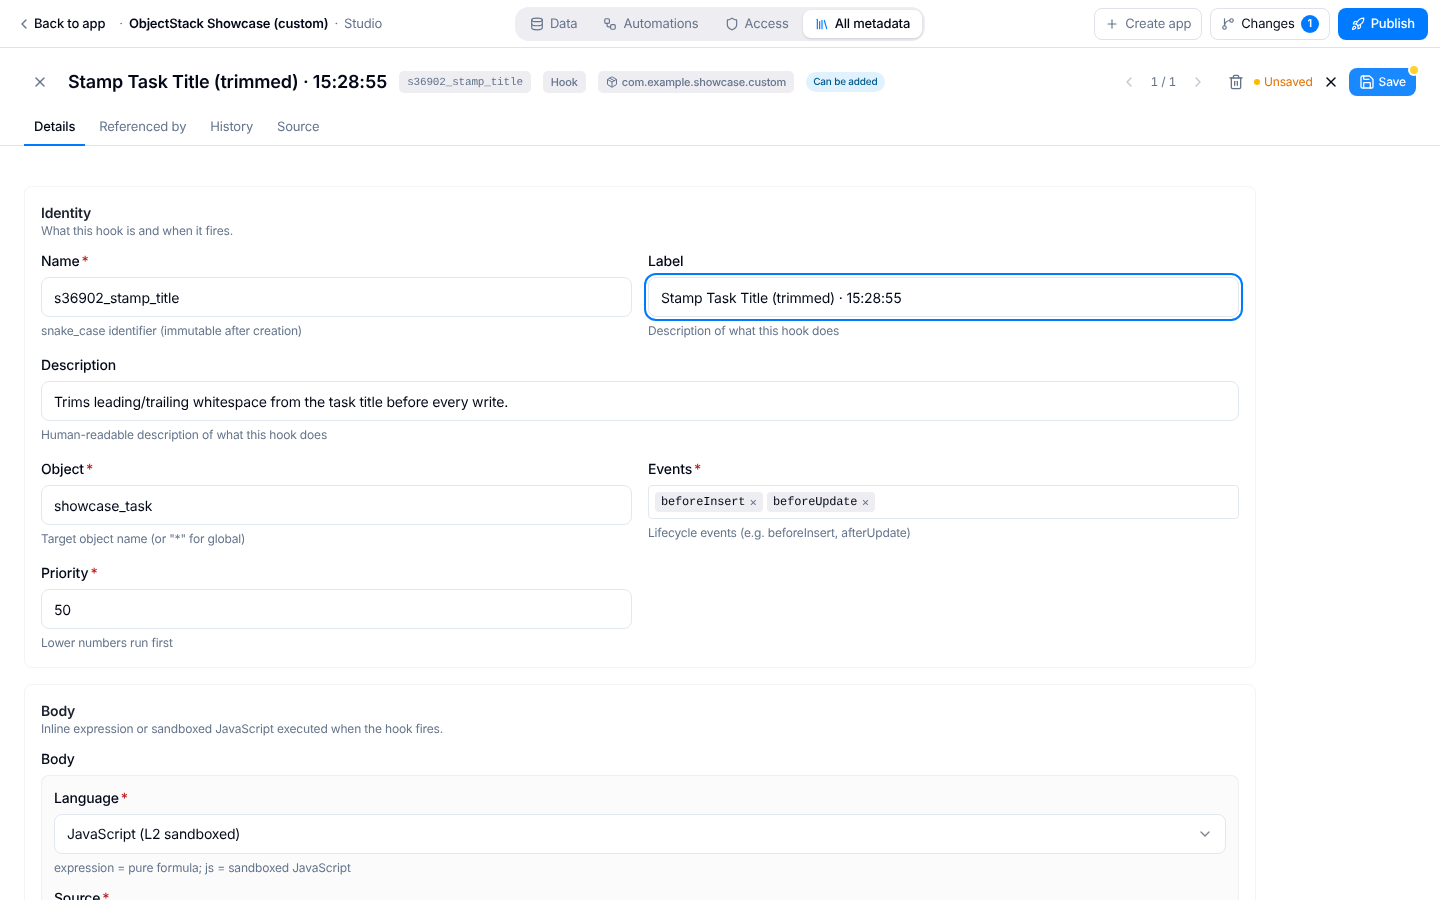 Back to app · ObjectStack Showcase (custom) · Studio
Data Automations Access All metadata
Create app Changes 1 Publish
Stamp Task Title (trimmed) · 15:28:55 s36902_stamp_title Hook com.example.showcase.custom Can be added
1 / 1 Unsaved Save
Details Referenced by History Source
Identity
What this hook is and when it fires.
Name*
s36902_stamp_title
snake_case identifier (immutable after creation)
Label
Stamp Task Title (trimmed) · 15:28:55
Description of what this hook does
Description
Trims leading/trailing whitespace from the task title before every write.
Human-readable description of what this hook does
Object*
showcase_task
Target object name (or "*" for global)
Events*
beforeInsert × beforeUpdate ×
Lifecycle events (e.g. beforeInsert, afterUpdate)
Priority*
50
Lower numbers run first
Body
Inline expression or sandboxed JavaScript executed when the hook fires.
Body
Language*
JavaScript (L2 sandboxed)
expression = pure formula; js = sandboxed JavaScript
Source*